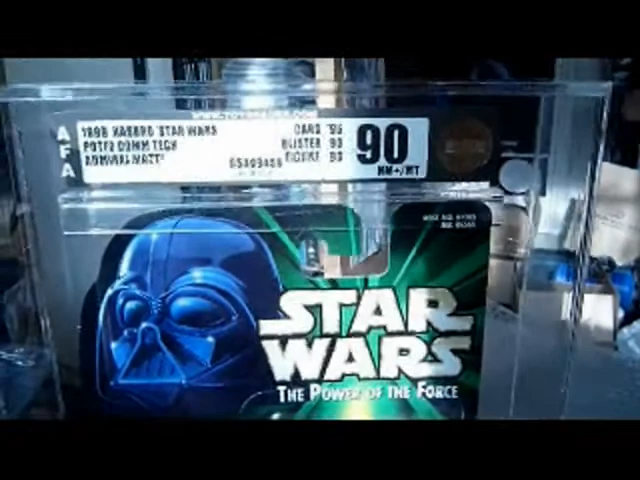 AFA
1998 HASBRO STAR WARS CARD 95
POTF2 COMM TECH BLISTER 90
ADMIRAL MOTTI FIGURE 90
90
NM+/MT
STAR
WARS
THE POWER OF THE FORCE